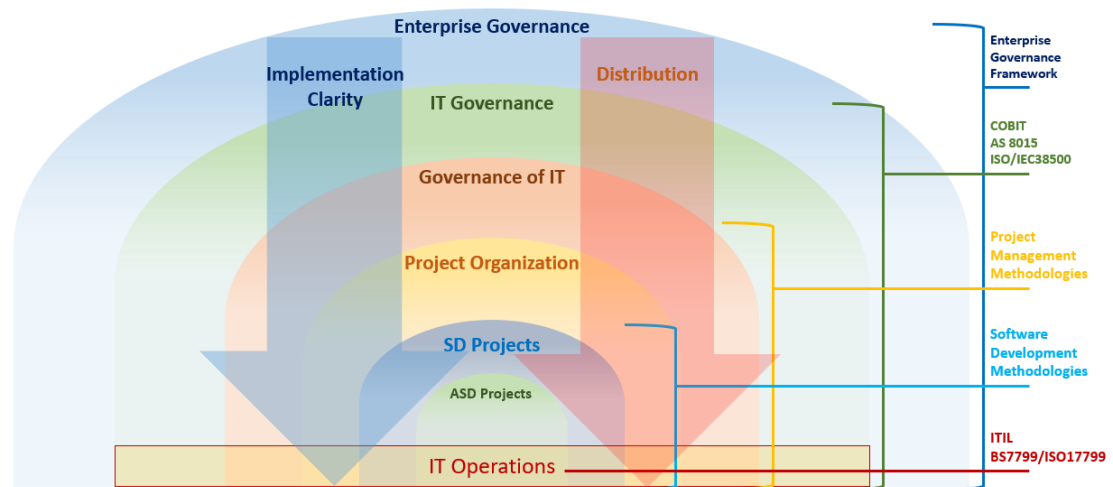 Enterprise Governance
Implementation
Clarity
Distribution
IT Governance
Governance of IT
Project Organization
SD Projects
ASD Projects
IT Operations
Enterprise
Governance
Framework
COBIT
AS 8015
ISO/IEC38500
Project
Management
Methodologies
Software
Development
Methodologies
ITIL
BS7799/ISO17799